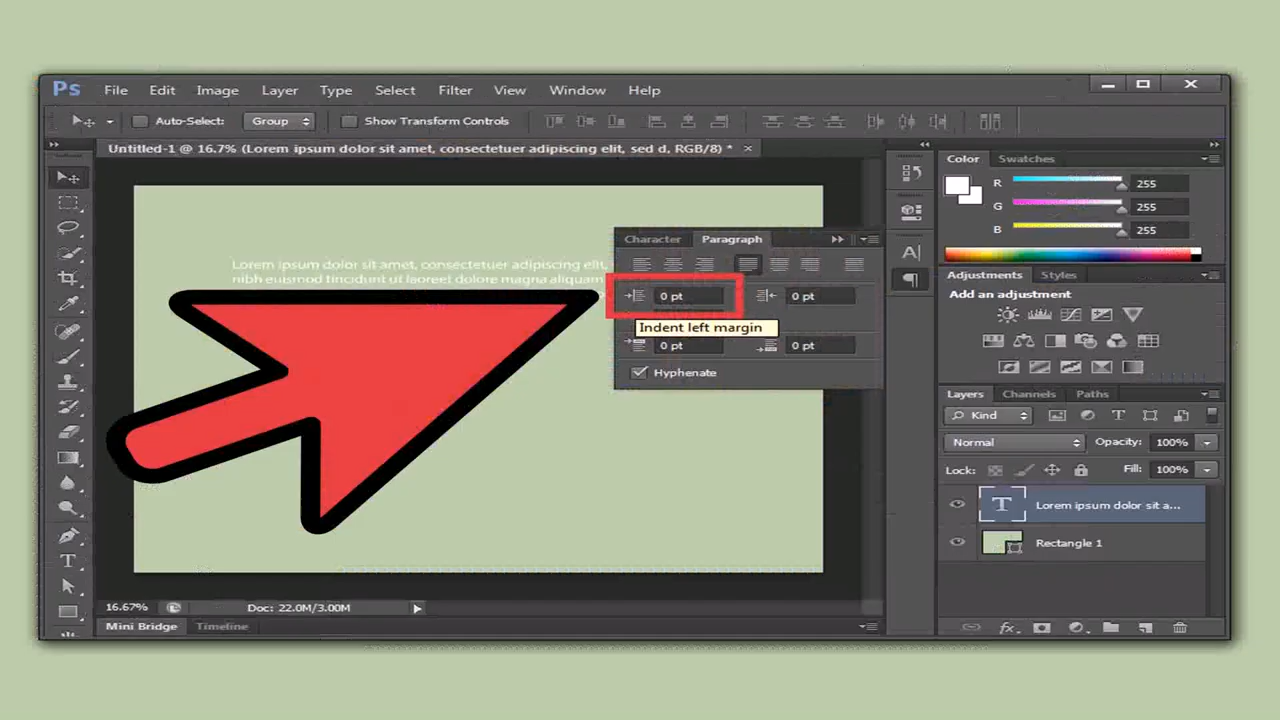 Ps File Edit Image Layer Type Select Filter View Window Help
Auto-Select: Group Show Transform Controls
Untitled-1 @ 16.7% (Lorem ipsum dolor sit amet, consectetuer adipiscing elit, sed d, RGB/8) * ×
Color Swatches
R 255
G 255
B 255
Lorem ipsum dolor sit amet, consectetuer adipiscing elit,
nibh euismod tincidunt ut laoreet dolore magna aliquam
Character Paragraph
0 pt 0 pt
Indent left margin
0 pt 0 pt
Hyphenate
Adjustments Styles
Add an adjustment
Layers Channels Paths
Kind T
Normal Opacity: 100%
Lock: Fill: 100%
T Lorem ipsum dolor sit a...
Rectangle 1
16.67% Doc: 22.0M/3.00M
Mini Bridge Timeline
fx